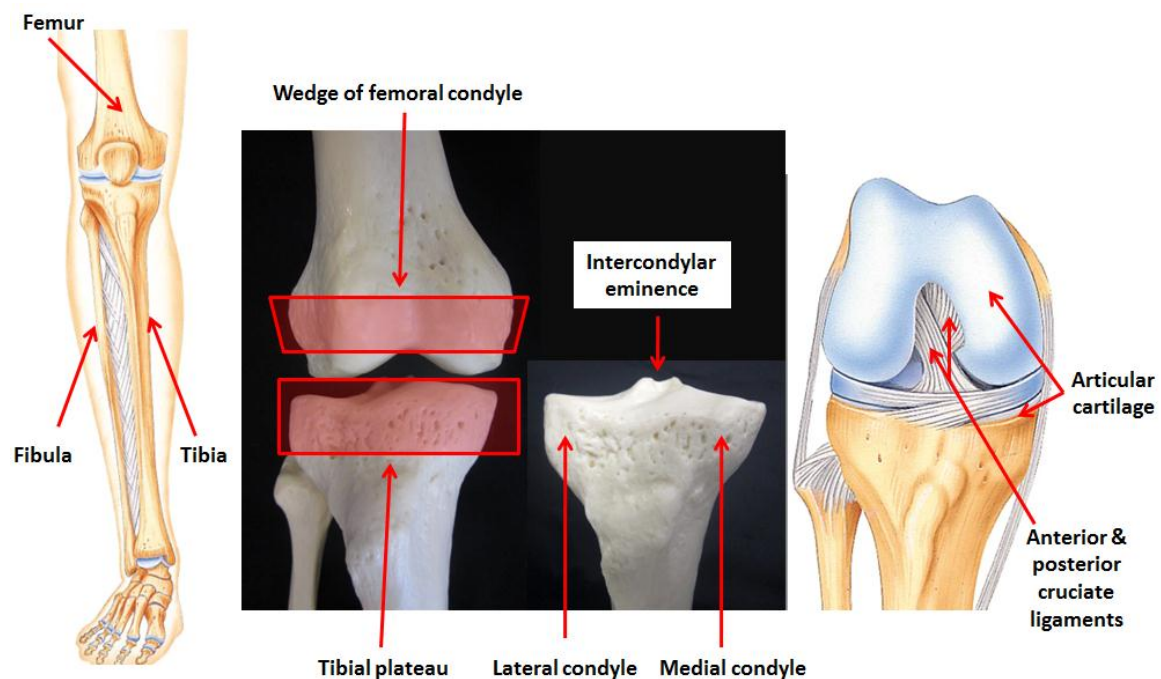 Femur
Wedge of femoral condyle
Intercondylar
eminence
Articular
cartilage
Fibula
Tibia
Anterior &
posterior
cruciate
ligaments
Tibial plateau
Lateral condyle
Medial condyle